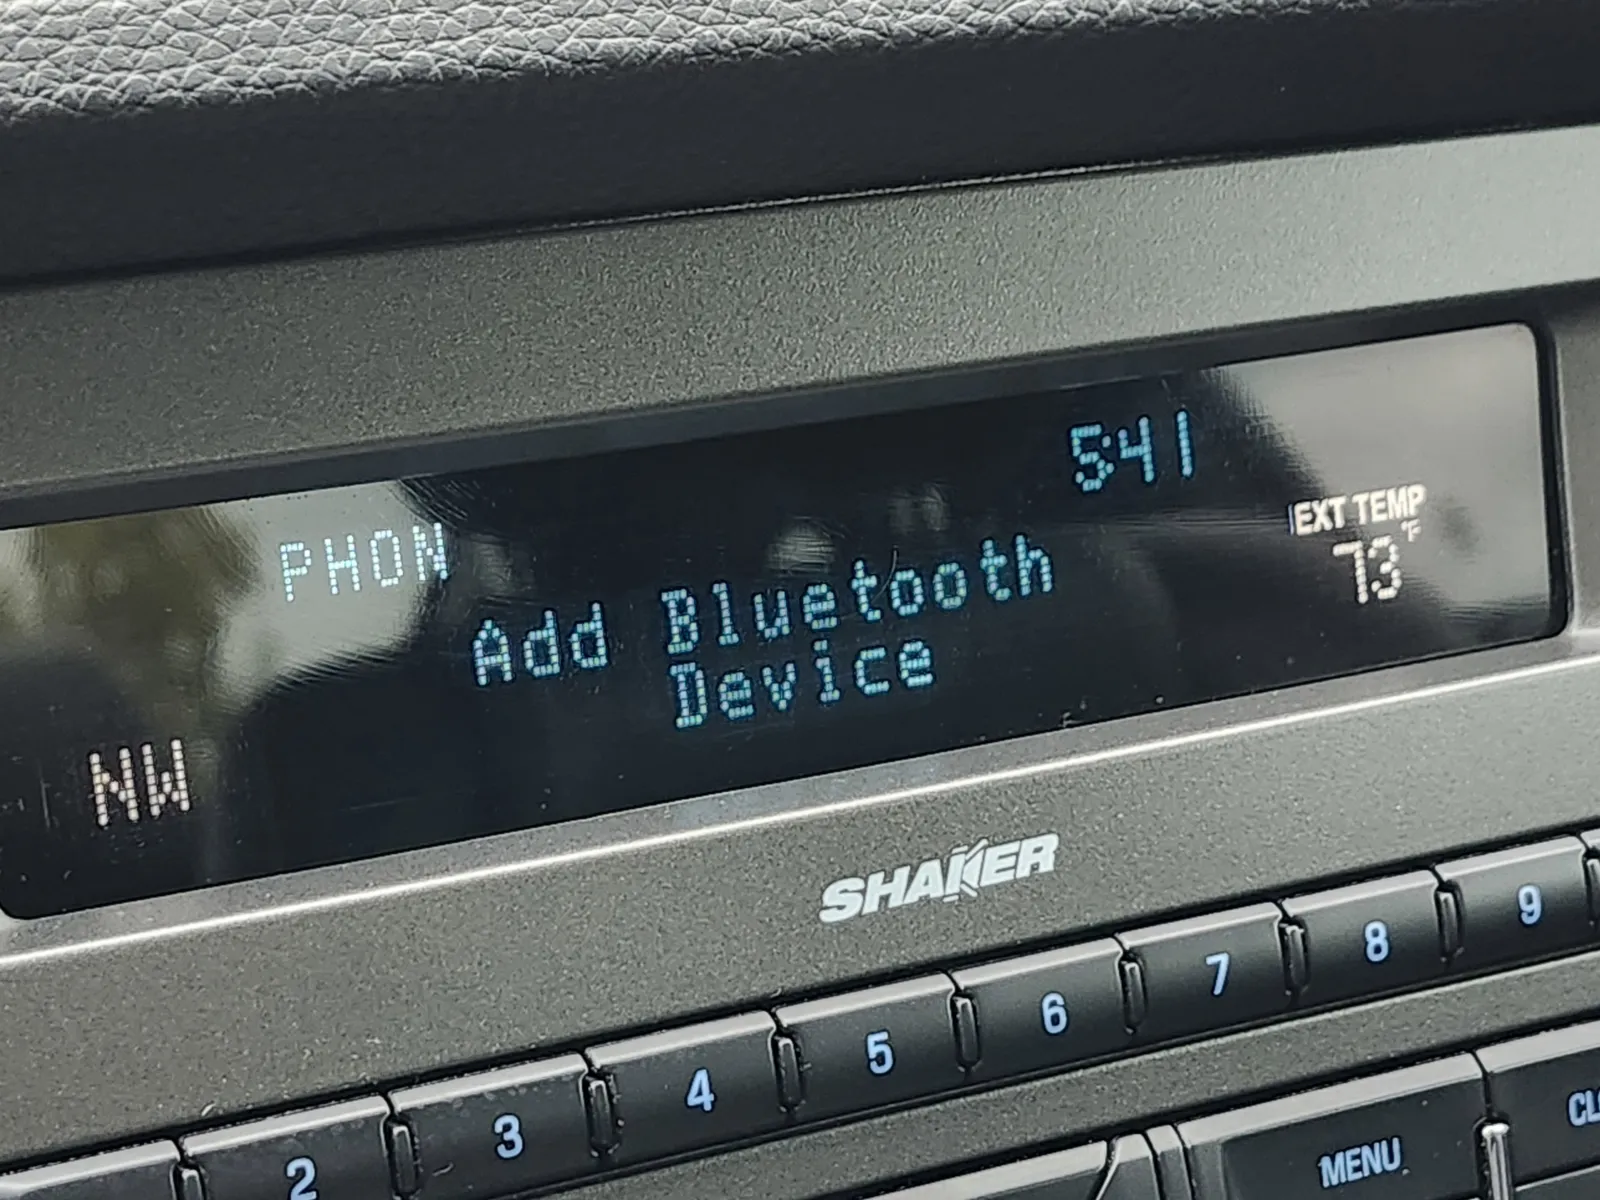 5:41
EXT TEMP
°F
73
PHON
Add Bluetooth
Device
NW
SHAKER
2 3 4 5 6 7 8 9
MENU